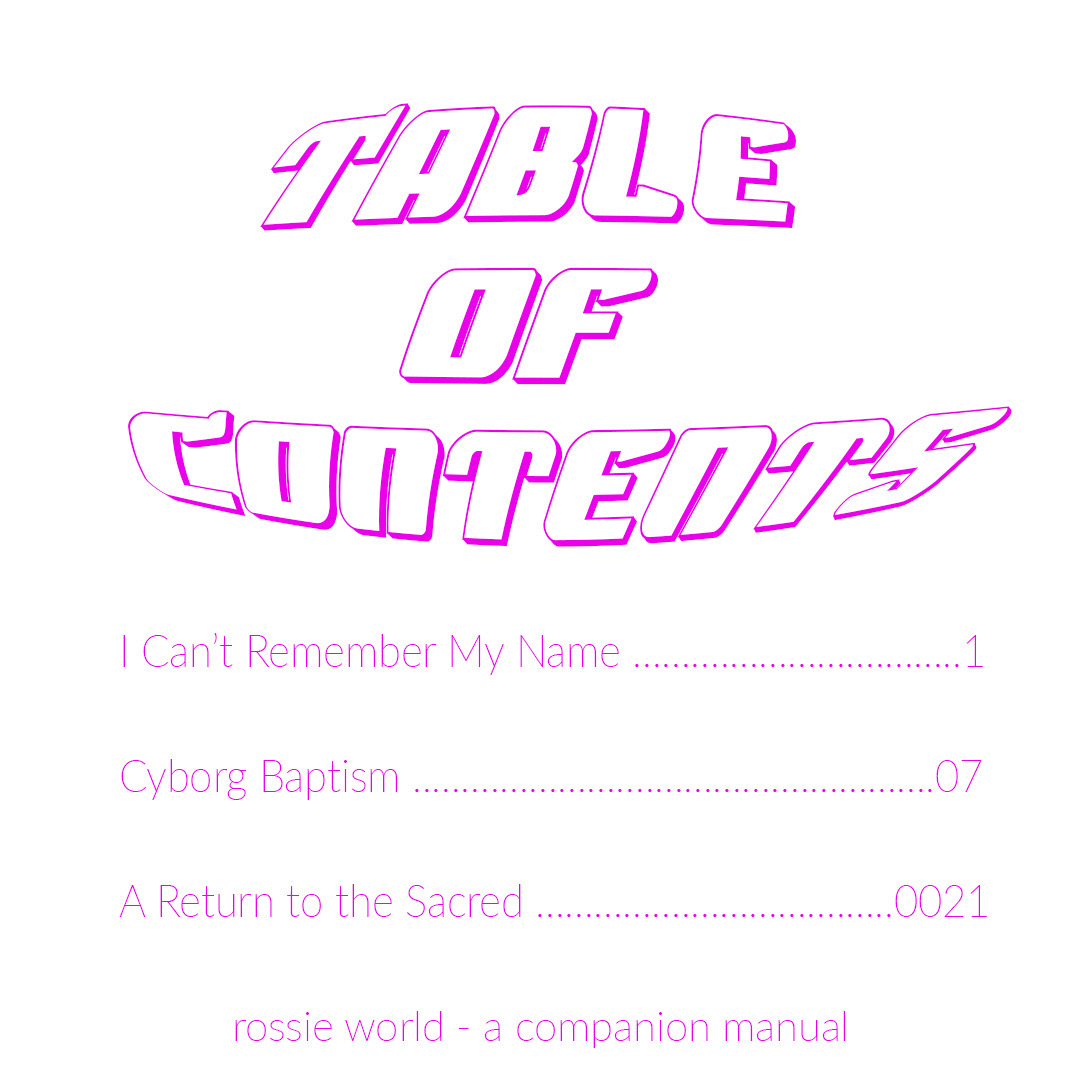 TABLE
OF
CONTENTS
I Can’t Remember My Name .................................1
Cyborg Baptism .....................................................07
A Return to the Sacred ....................................0021
rossie world - a companion manual